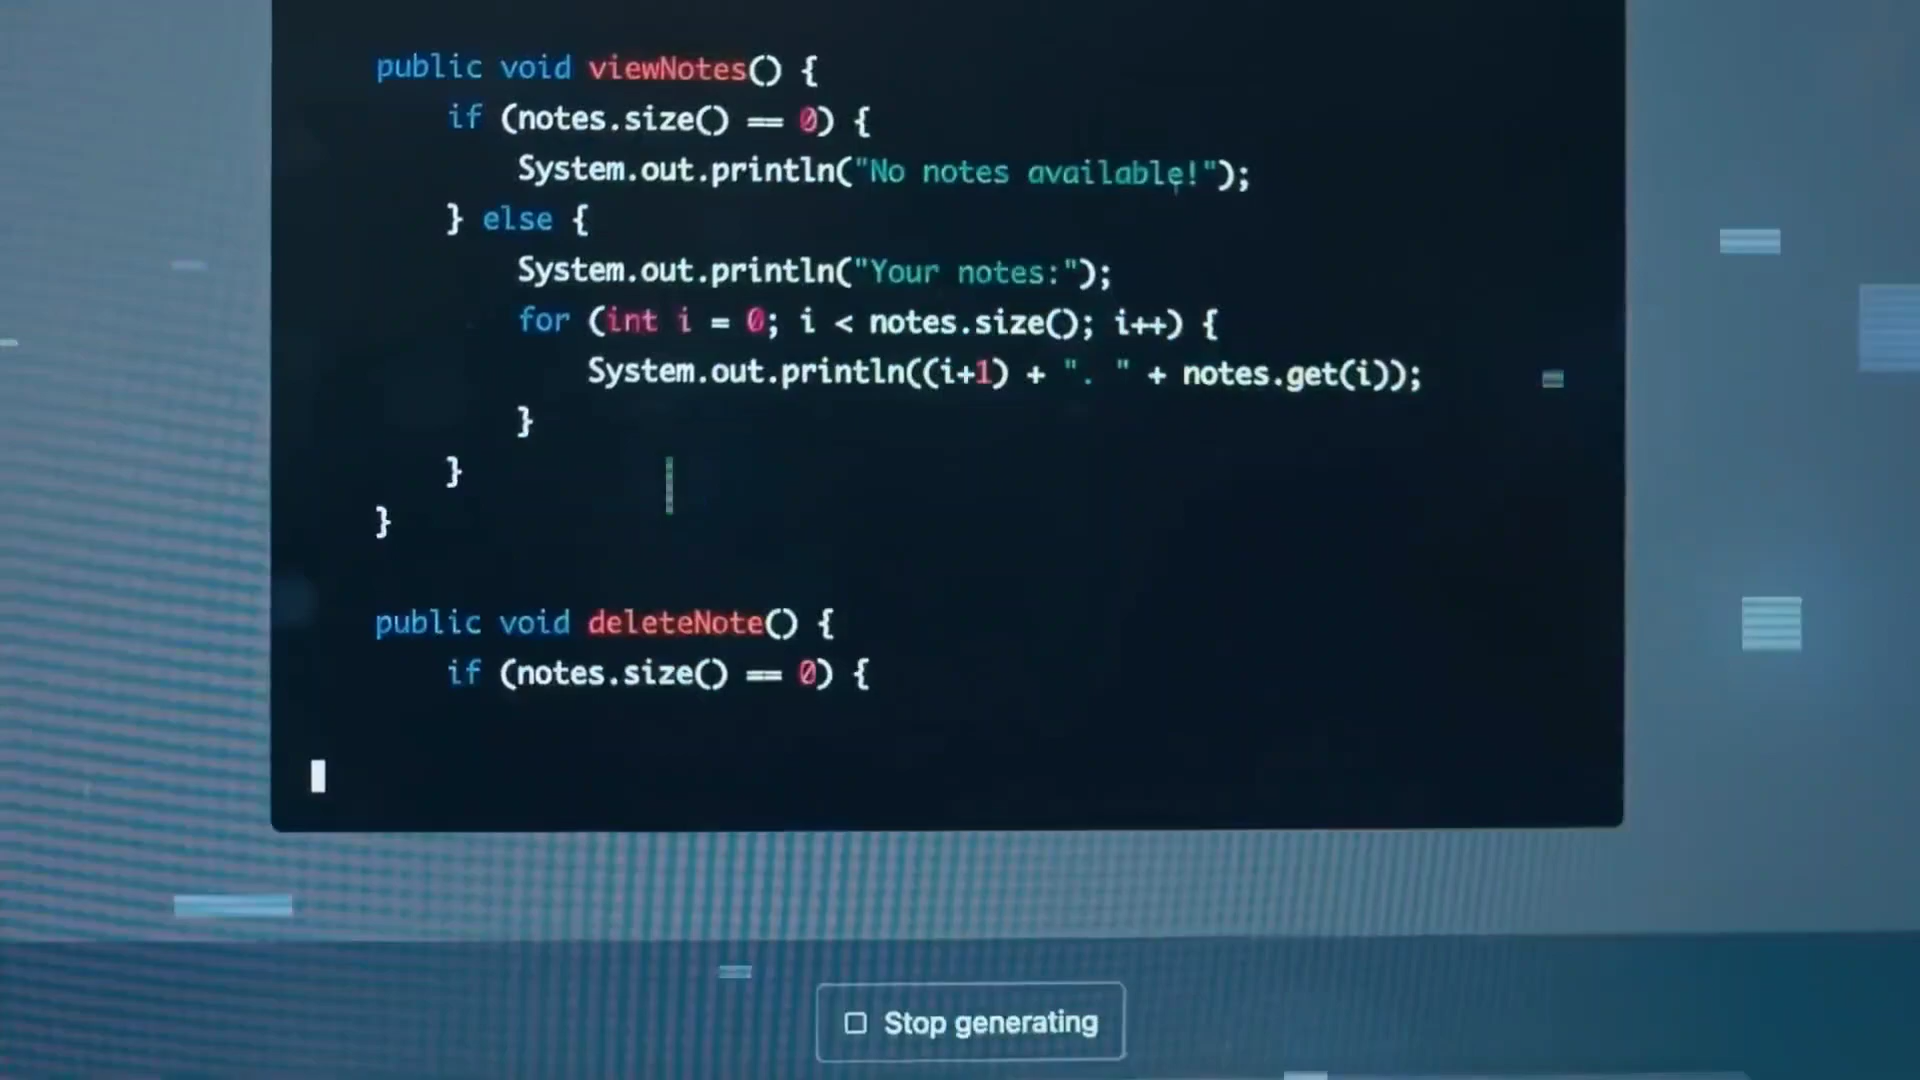 public void viewNotes() {
if (notes.size() == 0) {
System.out.println("No notes available!");
} else {
System.out.println("Your notes:");
for (int i = 0; i < notes.size(); i++) {
System.out.println((i+1) + ". " + notes.get(i));
}
}
}
public void deleteNote() {
if (notes.size() == 0) {
Stop generating